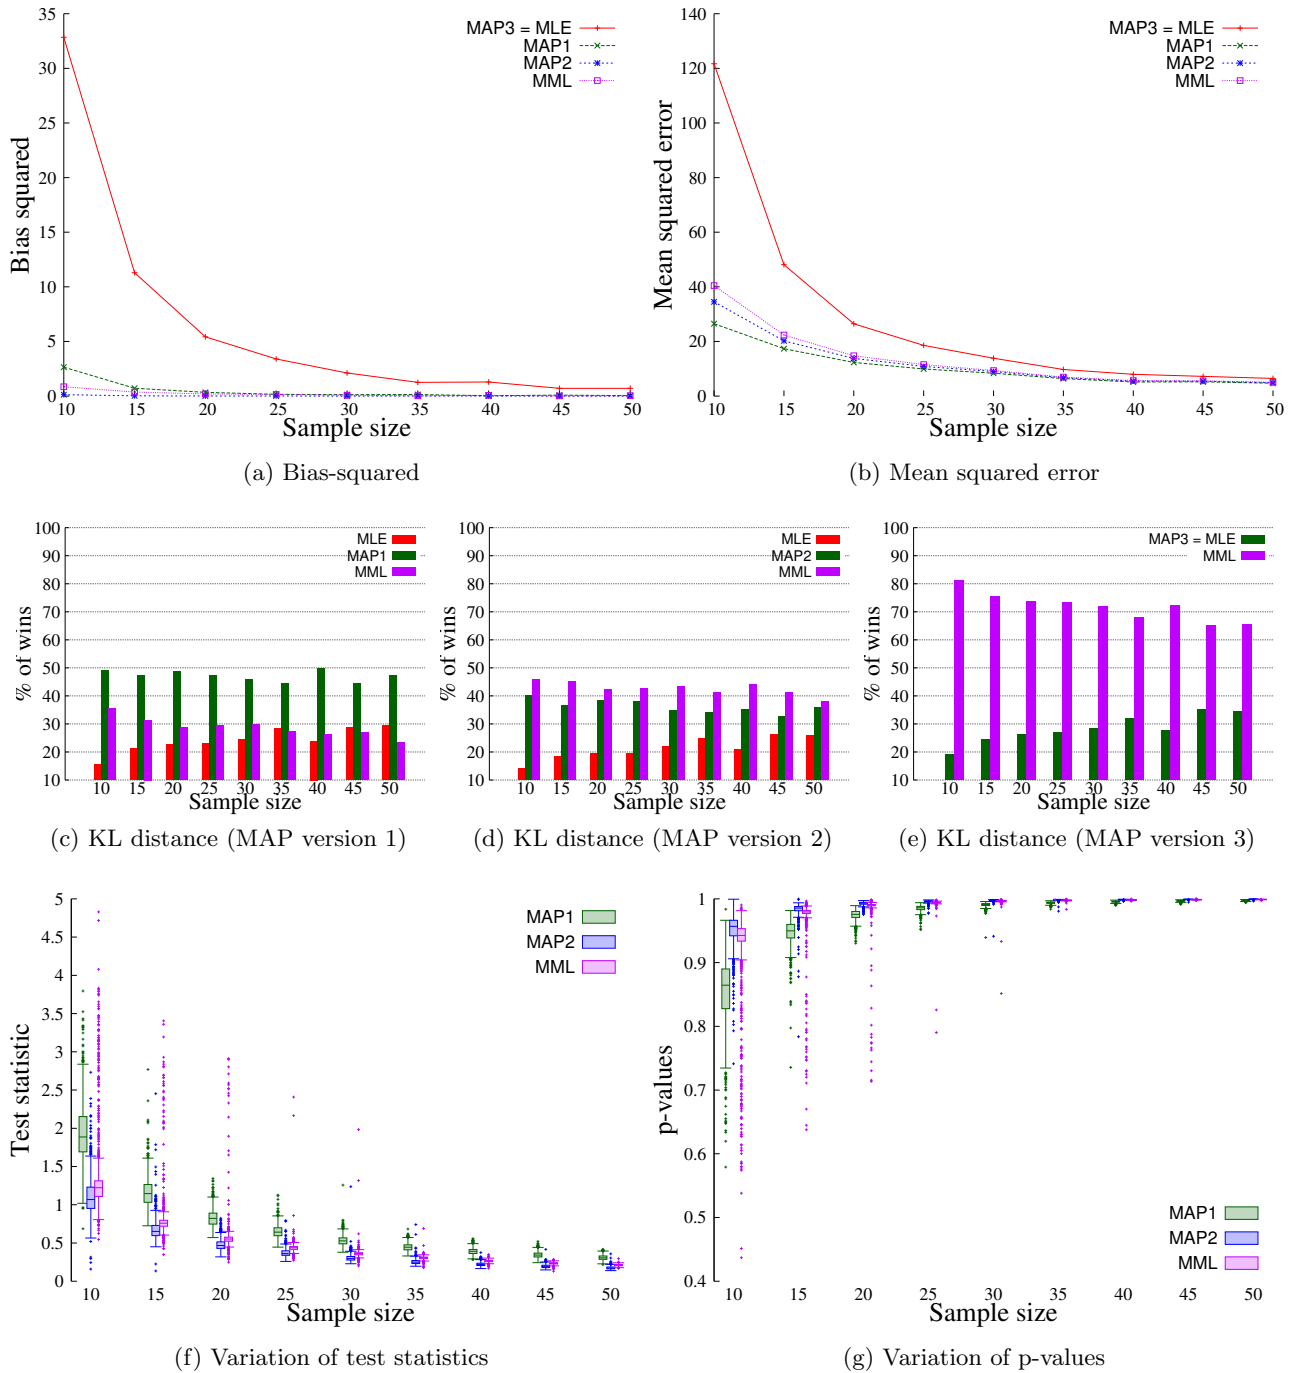 MAP3 = MLE
MAP1
MAP2
MML
35
30
25
20
15
10
5
0
Bias squared
10 15 20 25 30 35 40 45 50
Sample size
(a) Bias-squared
MAP3 = MLE
MAP1
MAP2
MML
140
120
100
80
60
40
20
0
Mean squared error
10 15 20 25 30 35 40 45 50
Sample size
(b) Mean squared error
MLE
MAP1
MML
100
90
80
70
60
50
40
30
20
10
% of wins
10 15 20 25 30 35 40 45 50
Sample size
(c) KL distance (MAP version 1)
MLE
MAP2
MML
100
90
80
70
60
50
40
30
20
10
% of wins
10 15 20 25 30 35 40 45 50
Sample size
(d) KL distance (MAP version 2)
MAP3 = MLE
MML
100
90
80
70
60
50
40
30
20
10
% of wins
10 15 20 25 30 35 40 45 50
Sample size
(e) KL distance (MAP version 3)
MAP1
MAP2
MML
5
4.5
4
3.5
3
2.5
2
1.5
1
0.5
0
Test statistic
10 15 20 25 30 35 40 45 50
Sample size
(f) Variation of test statistics
1
0.9
0.8
0.7
0.6
0.5
0.4
p-values
MAP1
MAP2
MML
10 15 20 25 30 35 40 45 50
Sample size
(g) Variation of p-values